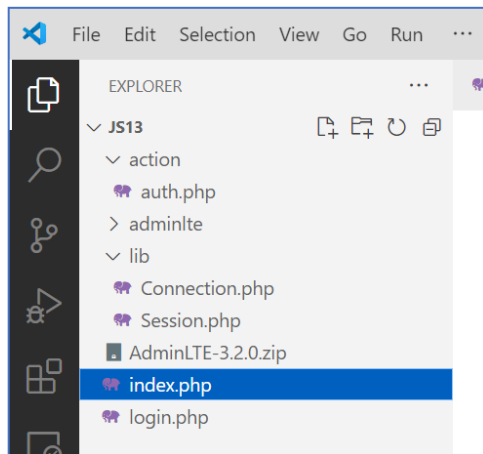 File Edit Selection View Go Run ...
EXPLORER ...
JS13
action
auth.php
adminlte
lib
Connection.php
Session.php
AdminLTE-3.2.0.zip
index.php
login.php